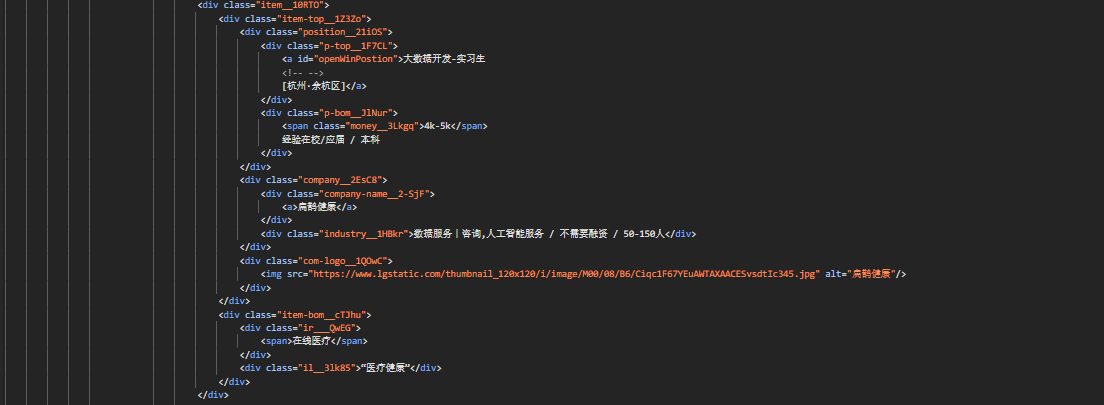 <div class="item__10RTO">
<div class="item-top__1Z3Zo">
<div class="position__21iOS">
<div class="p-top__1F7CL">
<a id="openWinPostion">大数据开发-实习生
<!-- -->
[杭州·余杭区]</a>
</div>
<div class="p-bom__JlNur">
<span class="money__3Lkgq">4k-5k</span>
经验在校/应届 / 本科
</div>
</div>
<div class="company__2EsC8">
<div class="company-name__2-SjF">
<a>扁鹊健康</a>
</div>
<div class="industry__1HBkr">数据服务｜咨询,人工智能服务 / 不需要融资 / 50-150人</div>
</div>
<div class="com-logo__1QOwC">
<img src="https://www.lgstatic.com/thumbnail_120x120/i/image/M00/08/B6/Ciqc1F67YEuAWTAXAACESvsdtIc345.jpg" alt="扁鹊健康"/>
</div>
</div>
<div class="item-bom__cTJhu">
<div class="ir___QwEG">
<span>在线医疗</span>
</div>
<div class="il__3lk85">“医疗健康”</div>
</div>
</div>